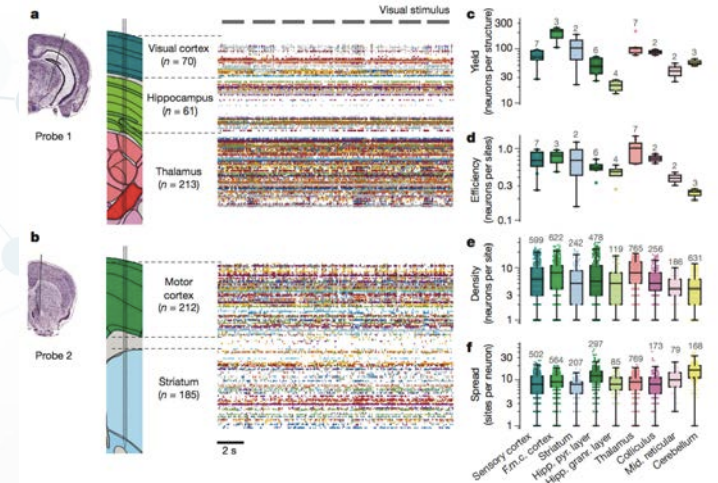 a
Visual stimulus
Visual cortex
(n = 70)
Hippocampus
(n = 61)
Thalamus
(n = 213)
Probe 1
b
Motor
cortex
(n = 212)
Striatum
(n = 185)
Probe 2
2 s
c
Yield
(neurons per structure)
300
100
30
10
7 3 2 6 4 7 2 2 3
d
Efficiency
(neurons per sites)
1.0
0.3
0.1
7 3 2 6 4 7 2 2 3
e
Density
(neurons per site)
10
3
1
599 622 242 478 119 765 256 186 631
f
Spread
(sites per neuron)
30
10
3
1
502 564 207 297 85 769 173 79 168
Sensory cortex
F.m.c. cortex
Striatum
Hipp. pyr. layer
Hipp. granr. layer
Thalamus
Colliculus
Mid. reticular
Cerebellum